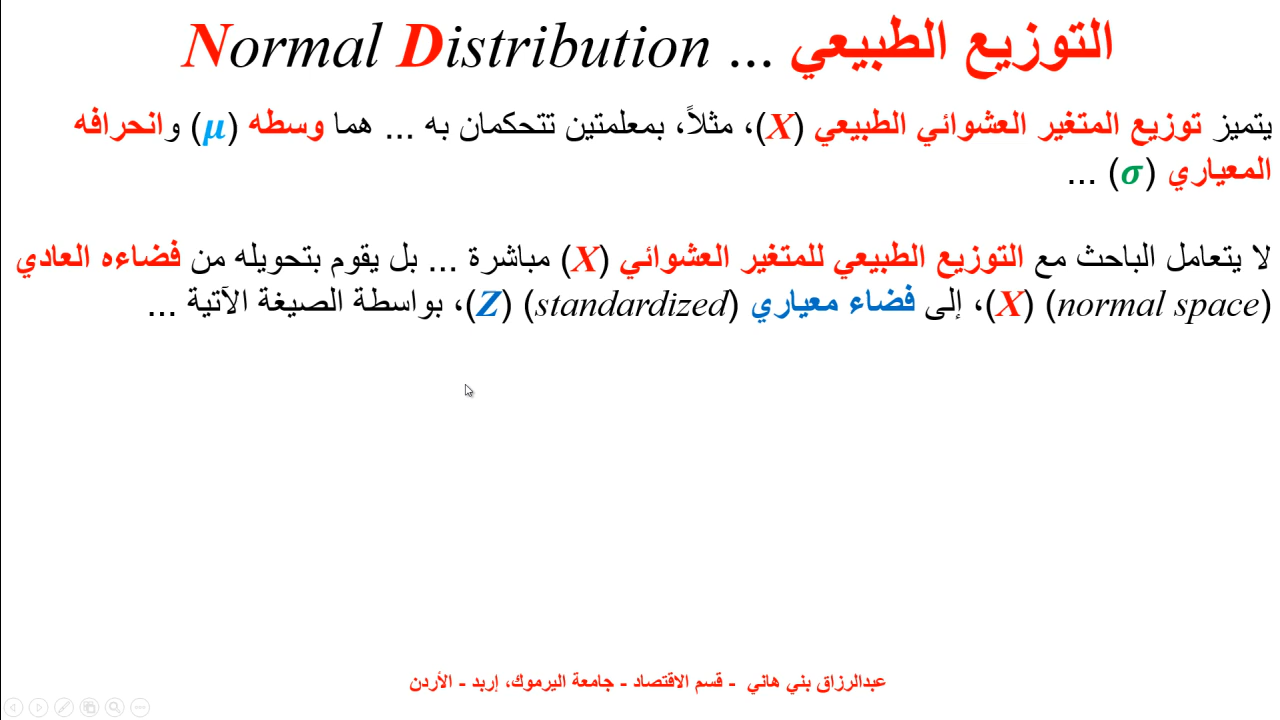 التوزيع الطبيعي ... Normal Distribution
يتميز توزيع المتغير العشوائي الطبيعي (X)، مثلاً، بمعلمتين تتحكمان به ... هما وسطه (μ) وانحرافه
المعياري (σ) ...
لا يتعامل الباحث مع التوزيع الطبيعي للمتغير العشوائي (X) مباشرة ... بل يقوم بتحويله من فضاءه العادي
(normal space) (X)، إلى فضاء معياري (standardized) (Z)، بواسطة الصيغة الآتية ...
عبدالرزاق بني هاني - قسم الاقتصاد - جامعة اليرموك، إربد - الأردن